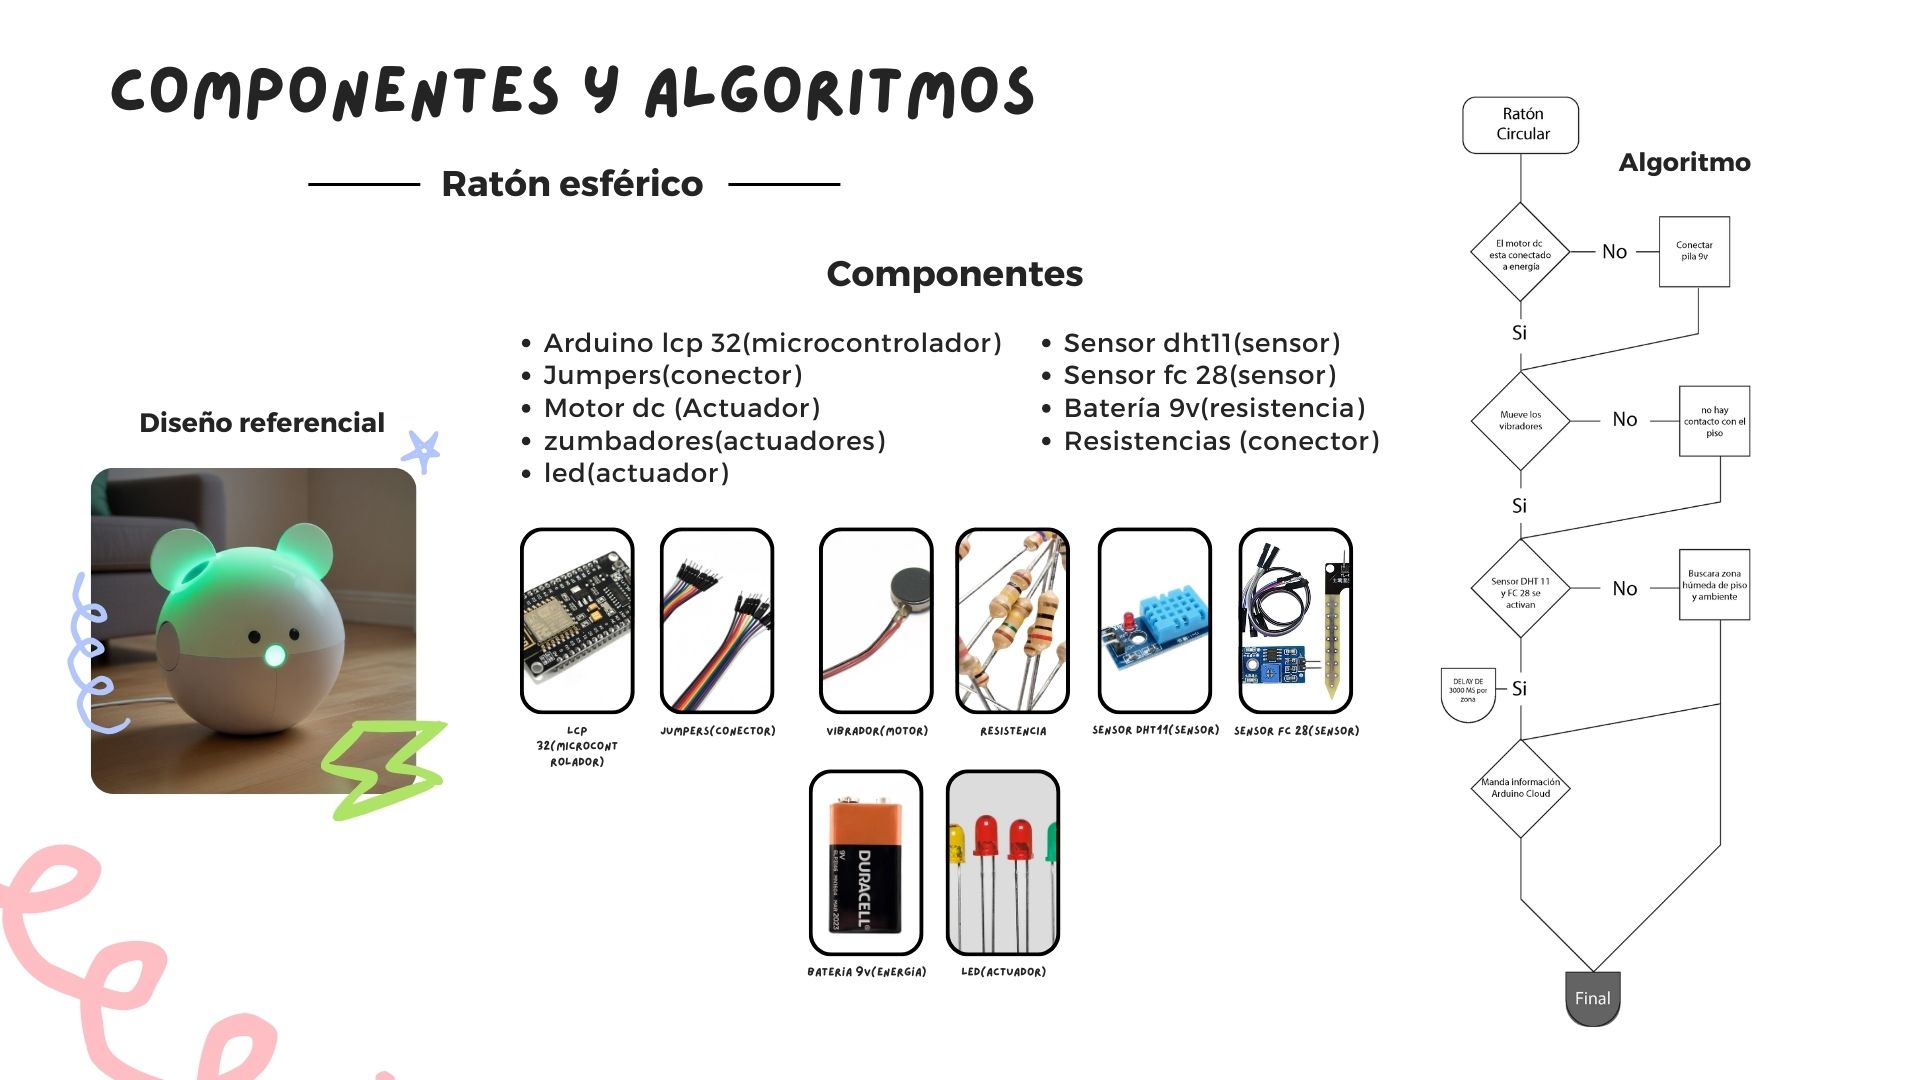 COMPONENTES Y ALGORITMOS
Ratón esférico
Componentes
Arduino lcp 32(microcontrolador)
Jumpers(conector)
Motor dc (Actuador)
zumbadores(actuadores)
led(actuador)
Sensor dht11(sensor)
Sensor fc 28(sensor)
Batería 9v(resistencia)
Resistencias (conector)
Diseño referencial
LCP
32(MICROCONT
ROLADOR)
JUMPERS(CONECTOR)
VIBRADOR(MOTOR)
RESISTENCIA
SENSOR DHT11(SENSOR)
SENSOR FC 28(SENSOR)
DURACELL
9V
BATERIA 9V(ENERGIA)
LED(ACTUADOR)
Algoritmo
Ratón
Circular
El motor dc
esta conectado
a energía
No
Conectar
pila 9v
Si
Mueve los
vibradores
No
no hay
contacto con el
piso
Si
Sensor DHT 11
y FC 28 se
activan
No
Buscara zona
húmeda de piso
y ambiente
DELAY DE
3000 MS por
zona
Si
Manda información
Arduino Cloud
Final